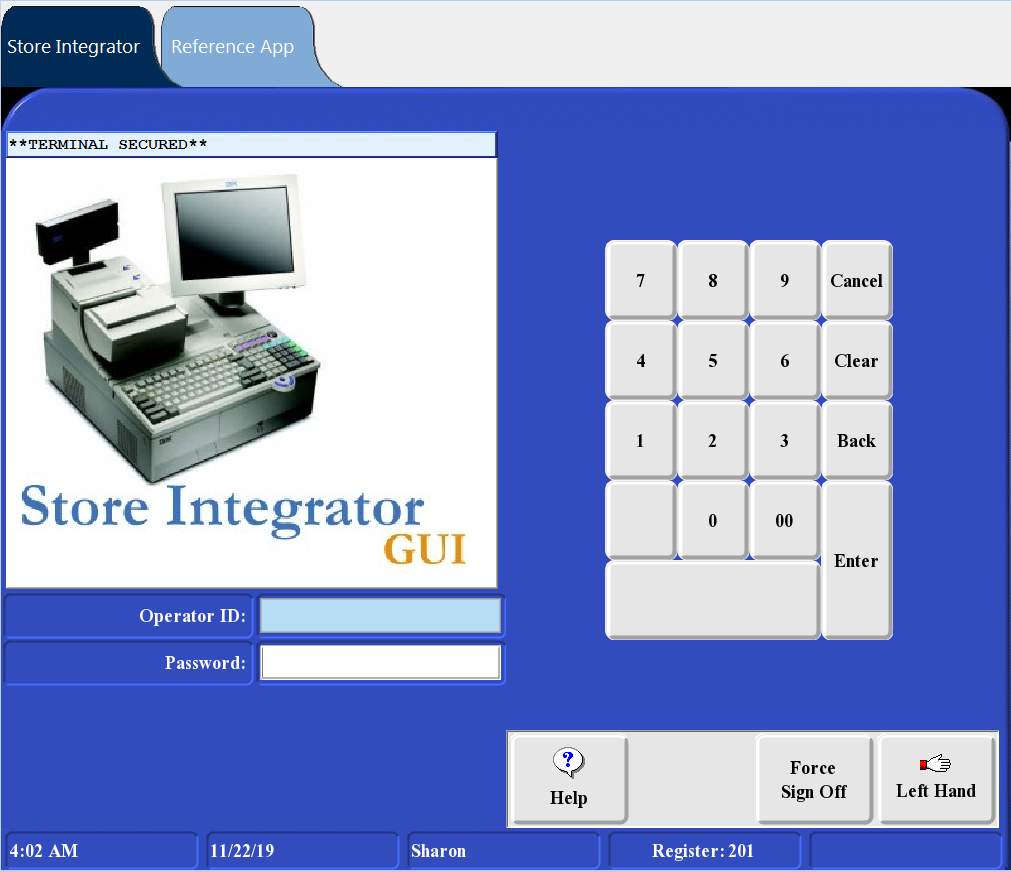 Store Integrator
Reference App
**TERMINAL SECURED**
IBM
7 8 9 Cancel
4 5 6 Clear
1 2 3 Back
0 00
Enter
Store Integrator
GUI
Operator ID:
Password:
?
Help
Force
Sign Off
Left Hand
4:02 AM
11/22/19
Sharon
Register: 201